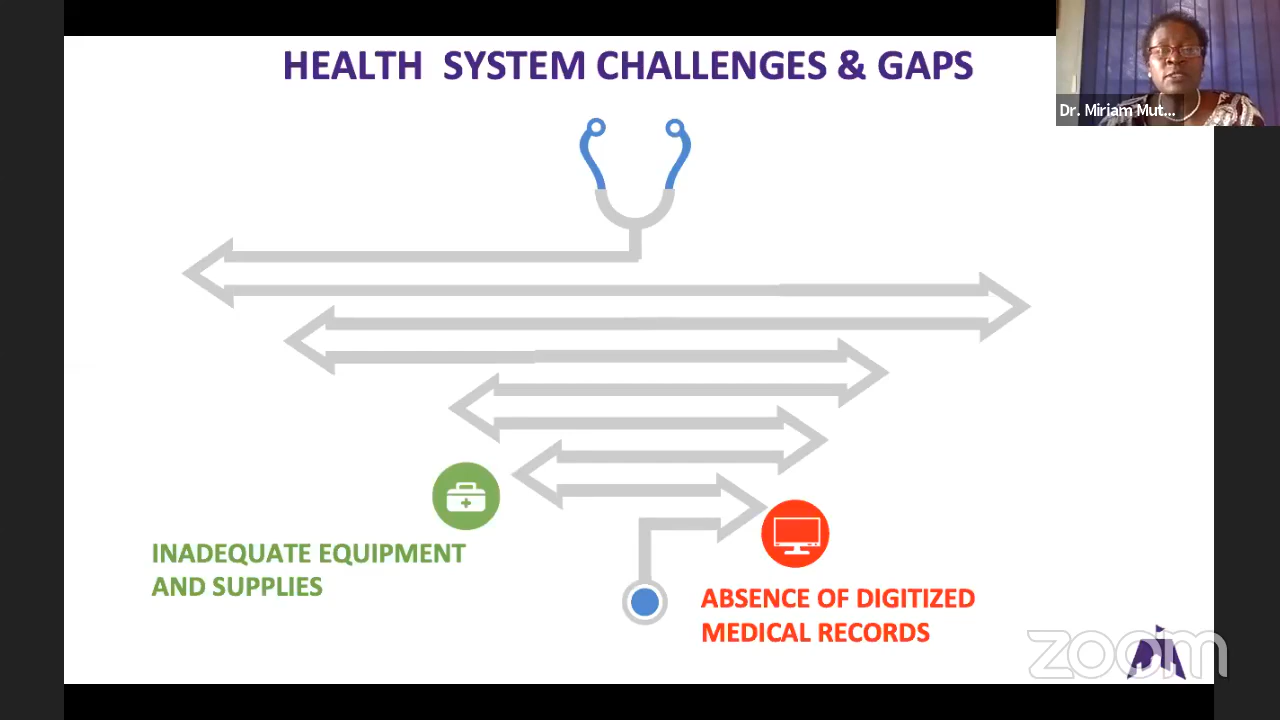 HEALTH SYSTEM CHALLENGES & GAPS
Dr. Miriam Mut...
INADEQUATE EQUIPMENT
AND SUPPLIES
ABSENCE OF DIGITIZED
MEDICAL RECORDS
zoom